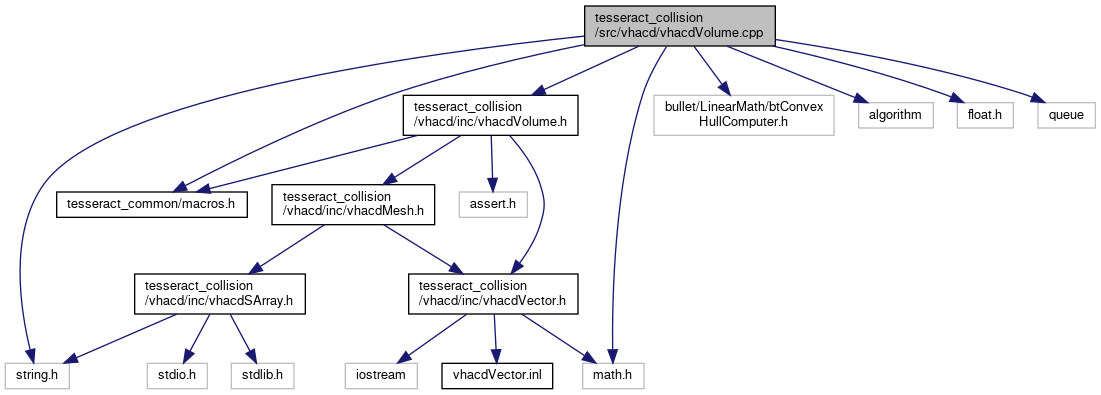 tesseract_collision
/src/vhacd/vhacdVolume.cpp
tesseract_collision
/vhacd/inc/vhacdVolume.h
bullet/LinearMath/btConvex
HullComputer.h
algorithm
float.h
queue
tesseract_common/macros.h
tesseract_collision
/vhacd/inc/vhacdMesh.h
assert.h
tesseract_collision
/vhacd/inc/vhacdSArray.h
tesseract_collision
/vhacd/inc/vhacdVector.h
string.h
stdio.h
stdlib.h
iostream
vhacdVector.inl
math.h